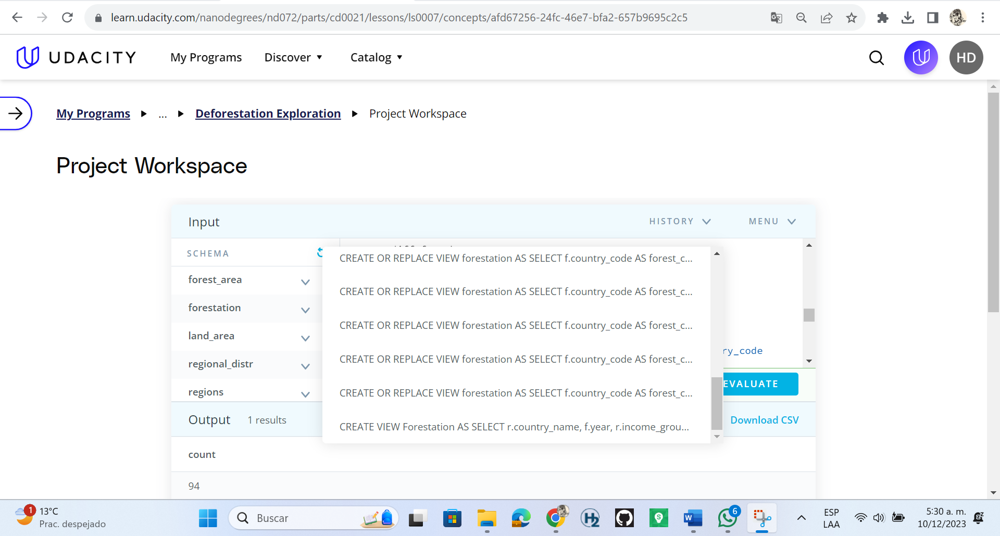 learn.udacity.com/nanodegrees/nd072/parts/cd0021/lessons/ls0007/concepts/afd67256-24fc-46e7-bfa2-657b9695c2c5
UDACITY
My Programs
Discover
Catalog
HD
My Programs
...
Deforestation Exploration
Project Workspace
Project Workspace
Input
HISTORY
MENU
SCHEMA
forest_area
forestation
land_area
regional_distr
regions
CREATE OR REPLACE VIEW forestation AS SELECT f.country_code AS forest_c...
CREATE OR REPLACE VIEW forestation AS SELECT f.country_code AS forest_c...
CREATE OR REPLACE VIEW forestation AS SELECT f.country_code AS forest_c...
CREATE OR REPLACE VIEW forestation AS SELECT f.country_code AS forest_c...
CREATE OR REPLACE VIEW forestation AS SELECT f.country_code AS forest_c...
CREATE VIEW Forestation AS SELECT r.country_name, f.year, r.income_grou...
ry_code
EVALUATE
Output
1 results
Download CSV
count
94
1
13°C
Prac. despejado
Buscar
H2
S
W
6
ESP
LAA
5:30 a. m.
10/12/2023